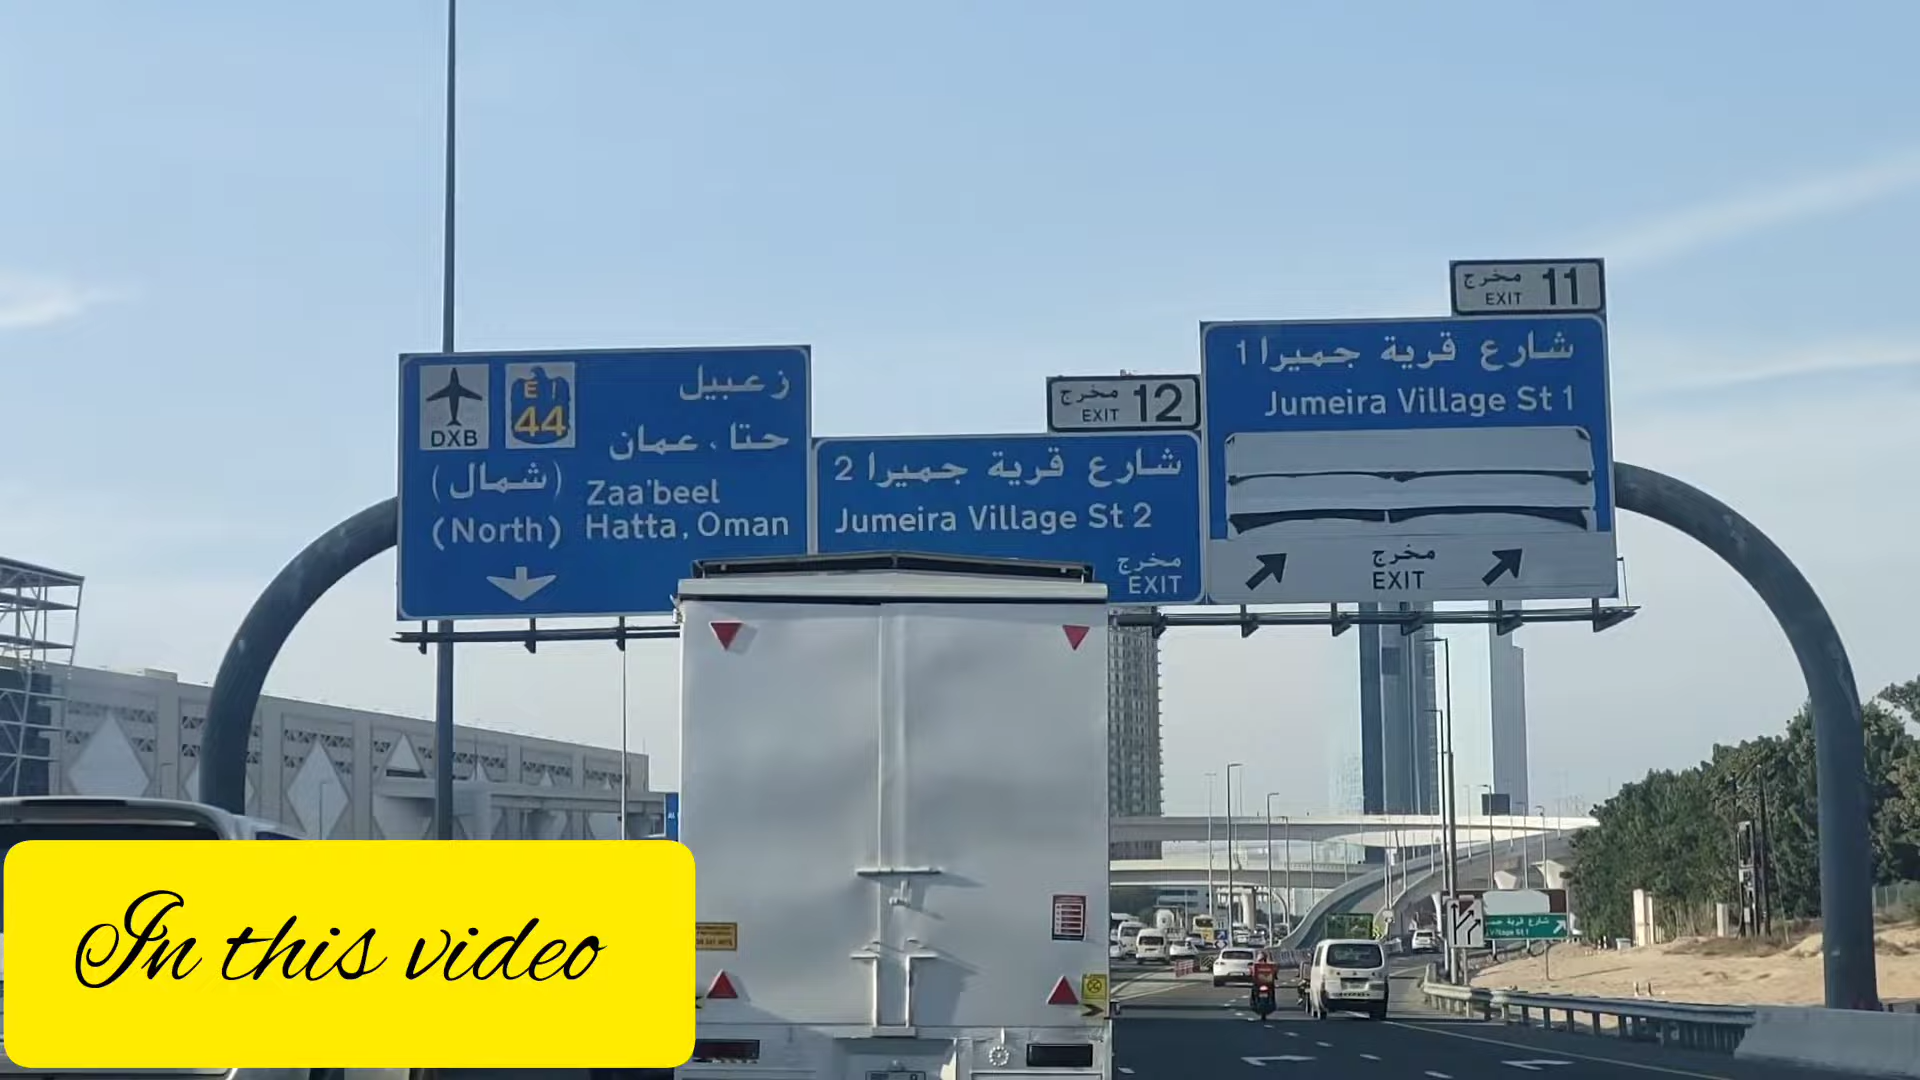 DXB
E 1
44
زعبيل
حتا ، عمان
(شمال)
(North)
Zaa'beel
Hatta, Oman
مخرج
EXIT 12
شارع قرية جميرا 2
Jumeira Village St 2
مخرج
EXIT
مخرج
EXIT 11
شارع قرية جميرا 1
Jumeira Village St 1
مخرج
EXIT
In this video